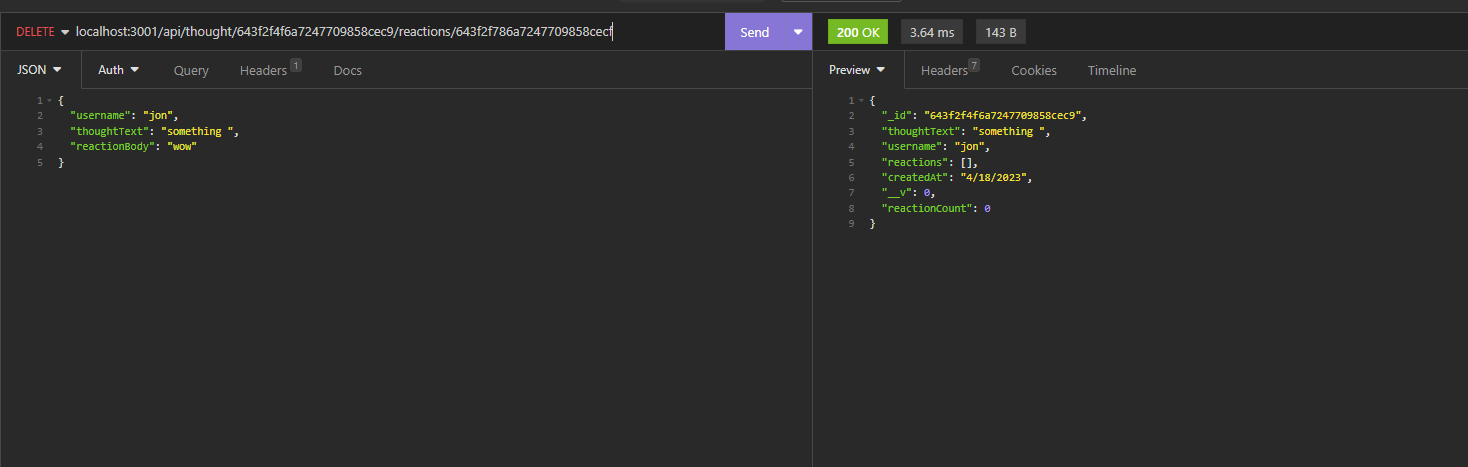 DELETE localhost:3001/api/thought/643f2f4f6a7247709858cec9/reactions/643f2f786a7247709858cecf Send 200 OK 3.64 ms 143 B
JSON Auth Query Headers 1 Docs
1 {
2 "username": "jon",
3 "thoughtText": "something ",
4 "reactionBody": "wow"
5 }
Preview Headers 7 Cookies Timeline
1 {
2 "_id": "643f2f4f6a7247709858cec9",
3 "thoughtText": "something ",
4 "username": "jon",
5 "reactions": [],
6 "createdAt": "4/18/2023",
7 "__v": 0,
8 "reactionCount": 0
9 }